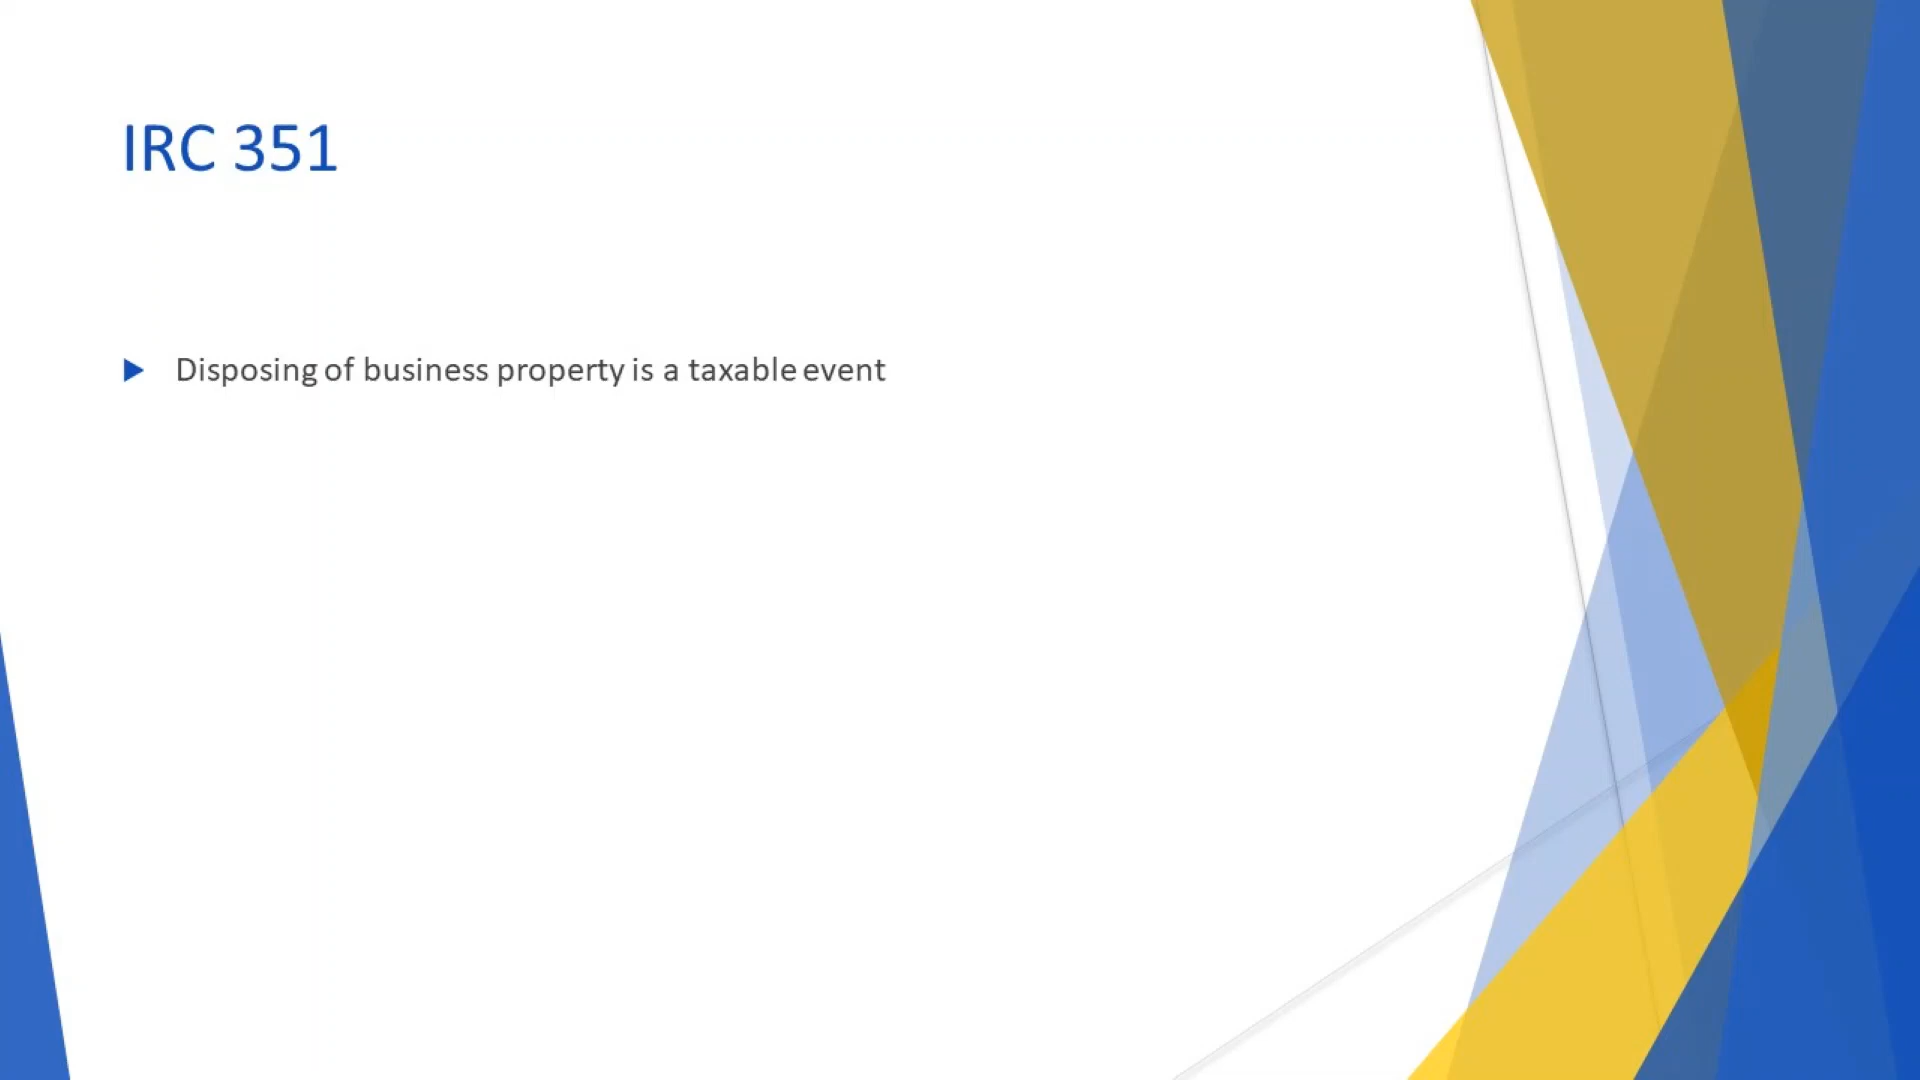 IRC 351
Disposing of business property is a taxable event